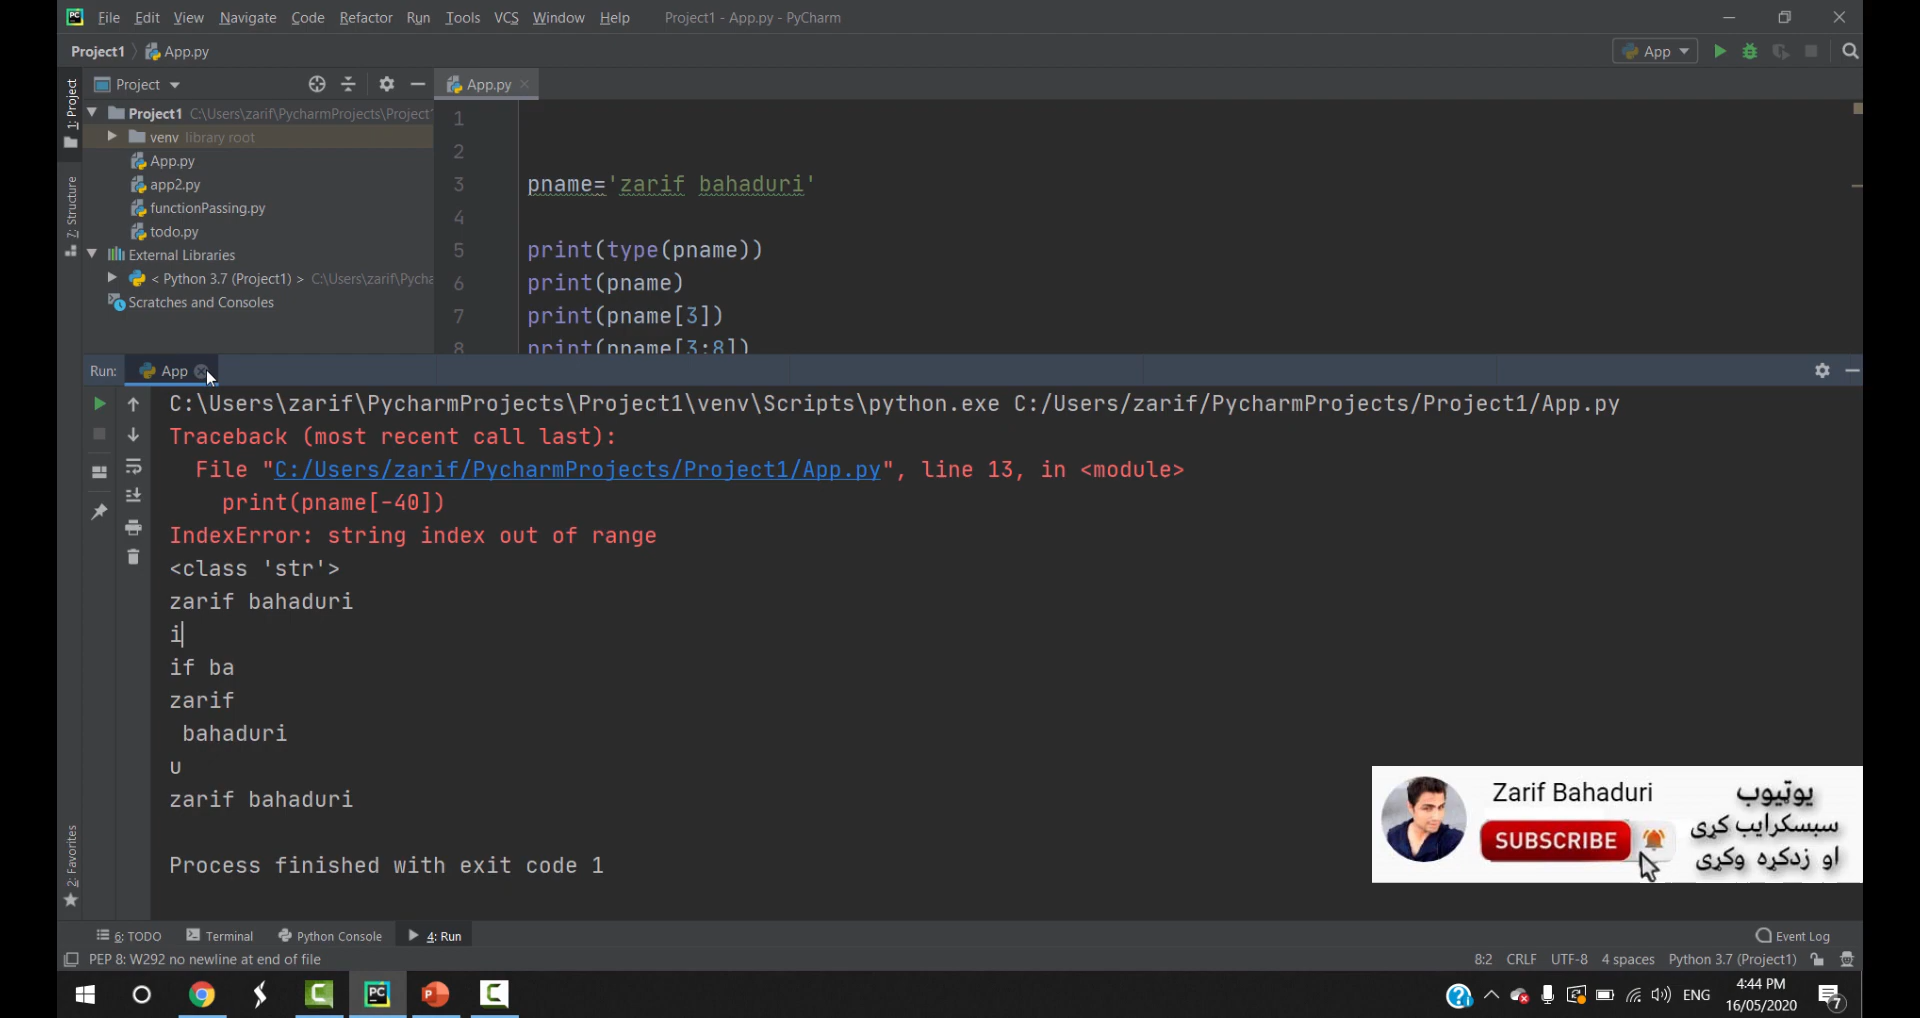 File Edit View Navigate Code Refactor Run Tools VCS Window Help Project1 - App.py - PyCharm
Project1 App.py App
1: Project
Project
App.py
Project1 C:\Users\zarif\PycharmProjects\Project1
venv library root
App.py
app2.py
functionPassing.py
todo.py
External Libraries
< Python 3.7 (Project1) > C:\Users\zarif\Pycha
Scratches and Consoles
7: Structure
1
2
3 pname='zarif bahaduri'
4
5 print(type(pname))
6 print(pname)
7 print(pname[3])
8 print(pname[3:8])
Run: App
C:\Users\zarif\PycharmProjects\Project1\venv\Scripts\python.exe C:/Users/zarif/PycharmProjects/Project1/App.py
Traceback (most recent call last):
File "C:/Users/zarif/PycharmProjects/Project1/App.py", line 13, in <module>
print(pname[-40])
IndexError: string index out of range
<class 'str'>
zarif bahaduri
i
if ba
zarif
bahaduri
u
zarif bahaduri
Process finished with exit code 1
2: Favorites
Zarif Bahaduri
SUBSCRIBE
يوټيوب
سبسکرايب کړی
او زدکړه وکړی
6: TODO Terminal Python Console 4: Run Event Log
PEP 8: W292 no newline at end of file 8:2 CRLF UTF-8 4 spaces Python 3.7 (Project1)
ENG 4:44 PM
16/05/2020 7